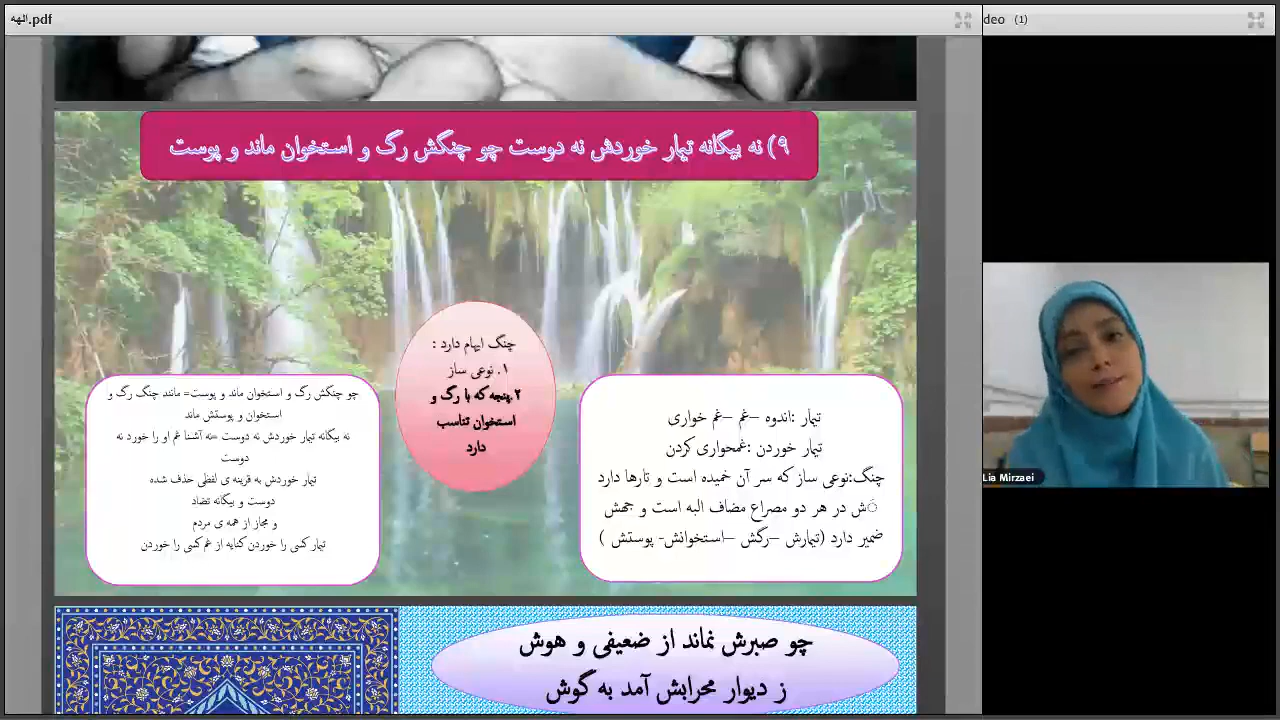 الهه.pdf
deo (1)
۹) نه بیگانه تیمار خوردش نه دوست چو چنگش رگ و استخوان ماند و پوست
چنگ ایهام دارد :
۱. نوعی ساز
۲.پنجه که با رگ و
استخوان تناسب
دارد
تیمار :اندوه –غم –غم خواری
تیمار خوردن :غمخواری کردن
چنگ:نوعی ساز که سر آن خمیده است و تارها دارد
َش در هر دو مصراع مضاف الیه است و جهش
ضمیر دارد (تیمارش –رگش –استخوانش- پوستش )
چو چنگش رگ و استخوان ماند و پوست= مانند چنگ رگ و
استخوان و پوستش ماند
نه بیگانه تیمار خوردش نه دوست =نه آشنا غم او را خورد نه
دوست
تیمار خوردش به قرینه ی لفظی حذف شده
دوست و بیگانه تضاد
و مجاز از همه ی مردم
تیمار کسی را خوردن کنایه از غم کسی را خوردن
چو صبرش نماند از ضعیفی و هوش
ز دیوار محرابش آمد به گوش
Lia Mirzaei